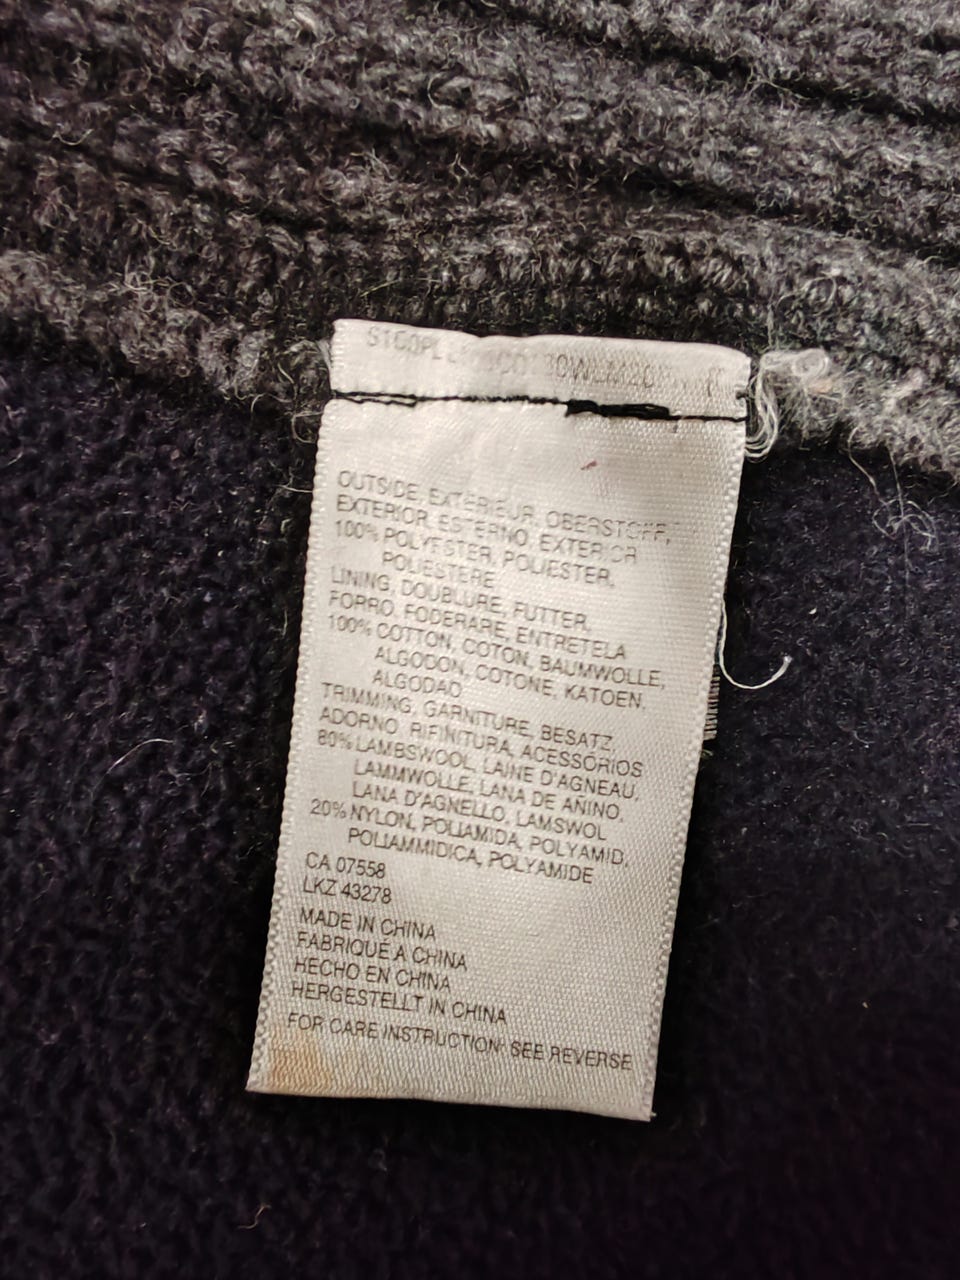 OUTSIDE, EXTÉRIEUR, OBERSTOFF,
EXTERIOR, ESTERNO, EXTERIOR
100% POLYESTER, POLIESTER,
POLIESTERE
LINING, DOUBLURE, FUTTER,
FORRO, FODERARE, ENTRETELA
100% COTTON, COTON, BAUMWOLLE,
ALGODON, COTONE, KATOEN,
ALGODAO
TRIMMING, GARNITURE, BESATZ,
ADORNO, RIFINITURA, ACESSÓRIOS
80% LAMBSWOOL, LAINE D'AGNEAU,
LAMMWOLLE, LANA DE AÑINO,
LANA D'AGNELLO, LAMSWOL
20% NYLON, POLIAMIDA, POLYAMID,
POLIAMMIDICA, POLYAMIDE
CA 07558
LKZ 43278
MADE IN CHINA
FABRIQUÉ A CHINA
HECHO EN CHINA
HERGESTELLT IN CHINA
FOR CARE INSTRUCTION SEE REVERSE